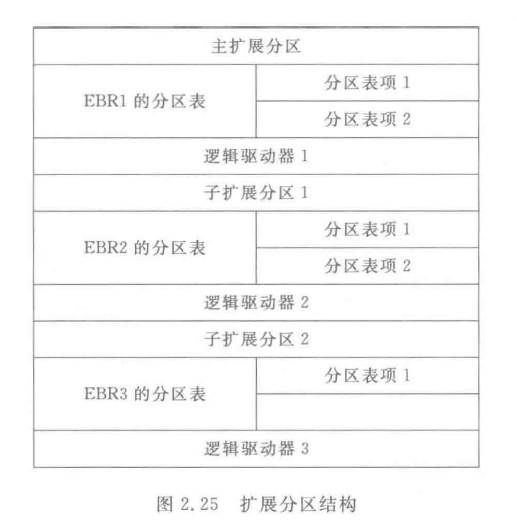 主扩展分区
EBR1 的分区表
分区表项 1
分区表项 2
逻辑驱动器 1
子扩展分区 1
EBR2 的分区表
分区表项 1
分区表项 2
逻辑驱动器 2
子扩展分区 2
EBR3 的分区表
分区表项 1
逻辑驱动器 3
图 2.25 扩展分区结构